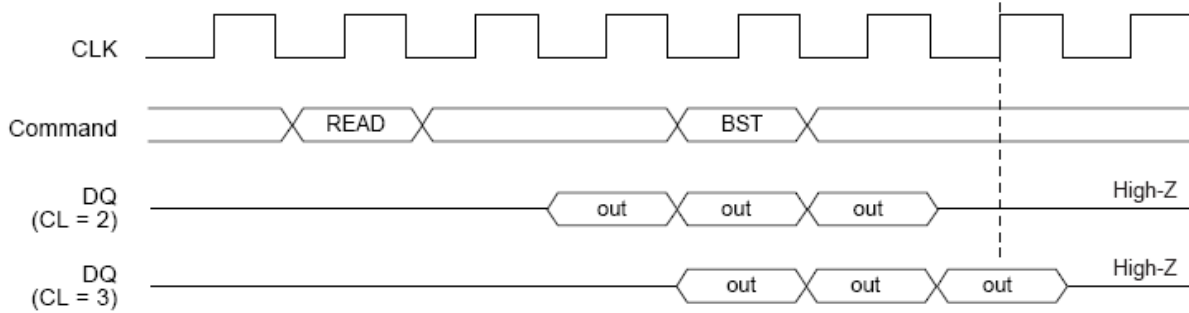 CLK
Command READ BST
DQ
(CL = 2) out out out High-Z
DQ
(CL = 3) out out out High-Z